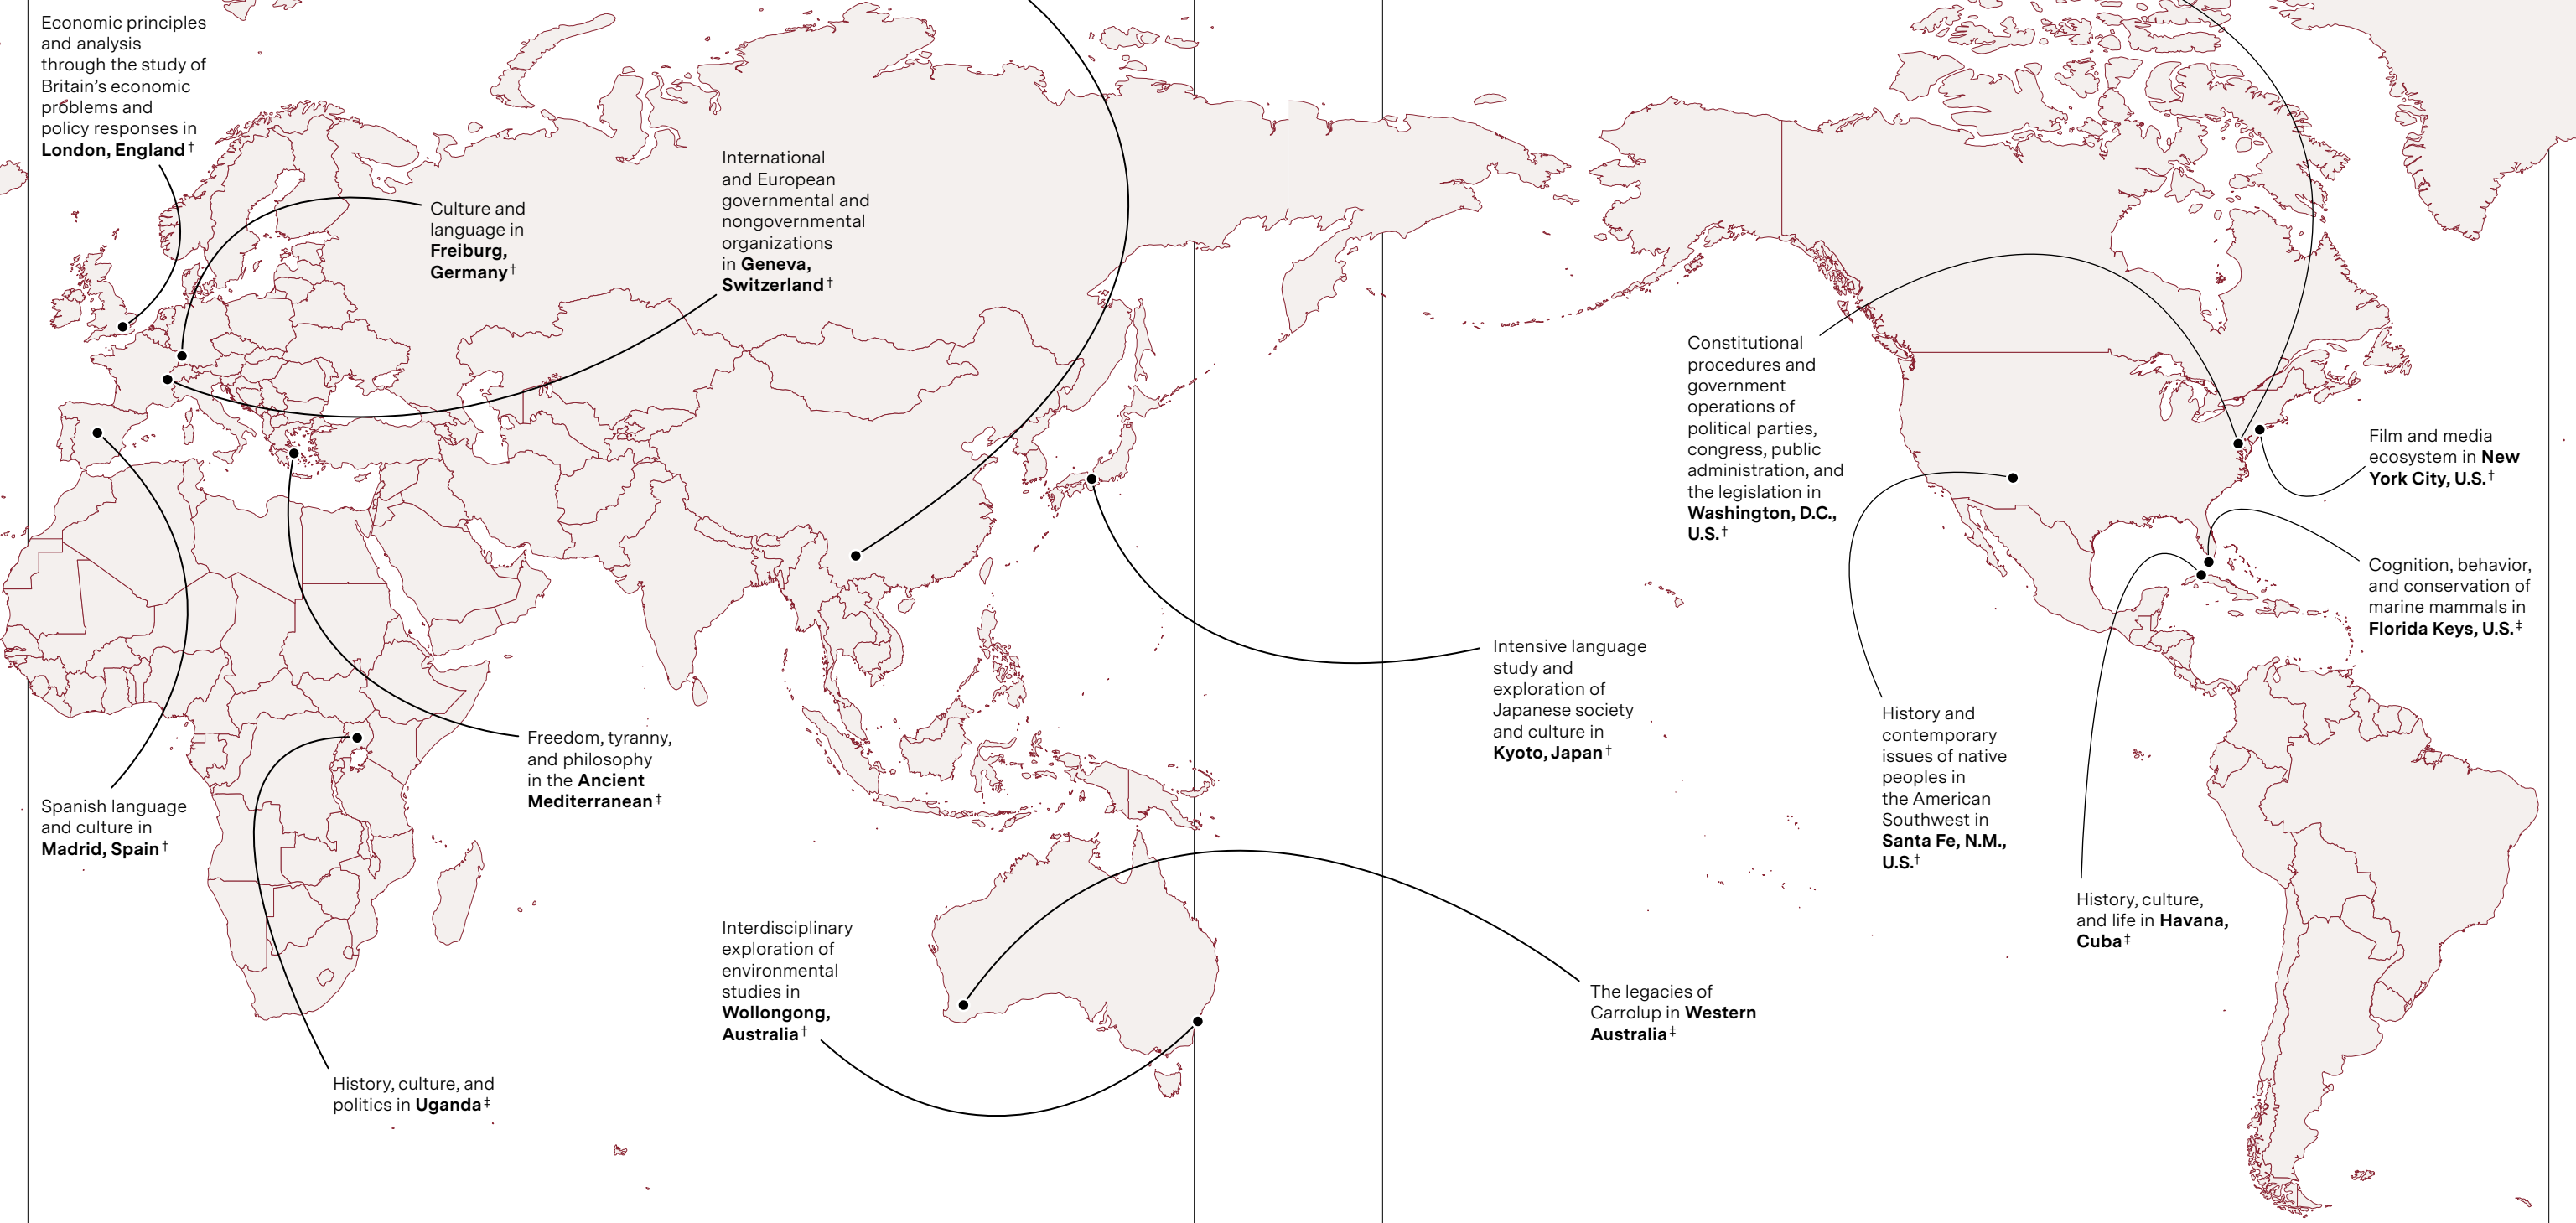 Economic principles
and analysis
through the study of
Britain’s economic
problems and
policy responses in
London, England†
Culture and
language in
Freiburg,
Germany†
International
and European
governmental and
nongovernmental
organizations
in Geneva,
Switzerland†
Constitutional
procedures and
government
operations of
political parties,
congress, public
administration, and
the legislation in
Washington, D.C.,
U.S.†
Film and media
ecosystem in New
York City, U.S.†
Cognition, behavior,
and conservation of
marine mammals in
Florida Keys, U.S.‡
Intensive language
study and
exploration of
Japanese society
and culture in
Kyoto, Japan†
History and
contemporary
issues of native
peoples in
the American
Southwest in
Santa Fe, N.M.,
U.S.†
Freedom, tyranny,
and philosophy
in the Ancient
Mediterranean‡
Spanish language
and culture in
Madrid, Spain†
History, culture,
and life in Havana,
Cuba‡
Interdisciplinary
exploration of
environmental
studies in
Wollongong,
Australia†
The legacies of
Carrolup in Western
Australia‡
History, culture, and
politics in Uganda‡